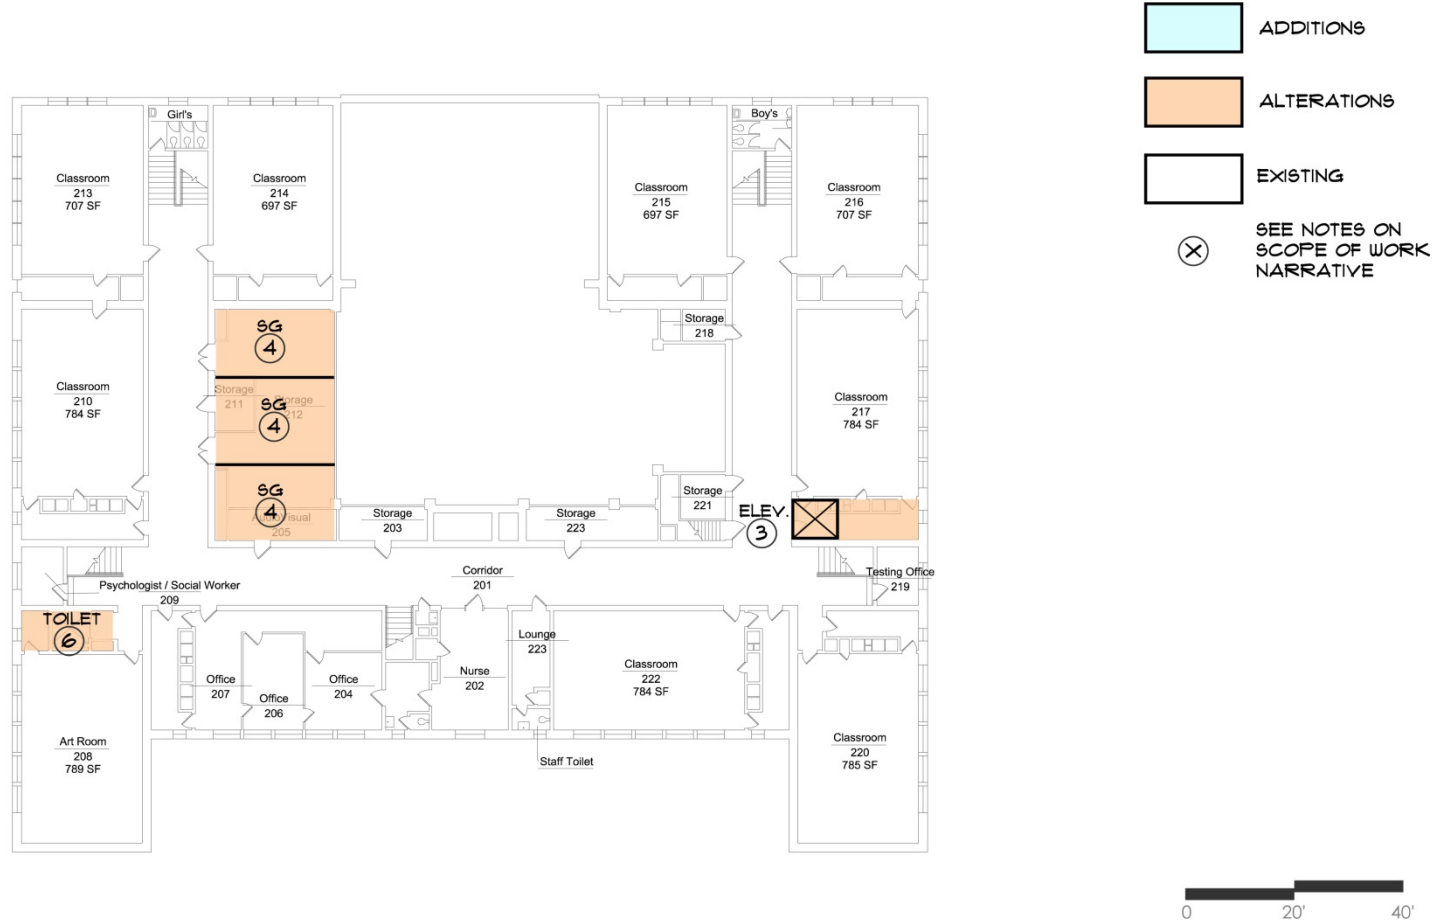 ADDITIONS
ALTERATIONS
EXISTING
SEE NOTES ON
SCOPE OF WORK
NARRATIVE
Girl's
Boy's
Classroom
213
707 SF
Classroom
214
697 SF
Classroom
215
697 SF
Classroom
216
707 SF
SG
4
Storage
218
Classroom
210
784 SF
Storage
211
Storage
212
SG
4
Classroom
217
784 SF
SG
4
AudioVisual
205
Storage
203
Storage
223
Storage
221
ELEV.
3
Corridor
201
Psychologist / Social Worker
209
Testing Office
219
TOILET
6
Office
207
Office
206
Office
204
Nurse
202
Lounge
223
Classroom
222
784 SF
Art Room
208
789 SF
Classroom
220
785 SF
Staff Toilet
0 20' 40'